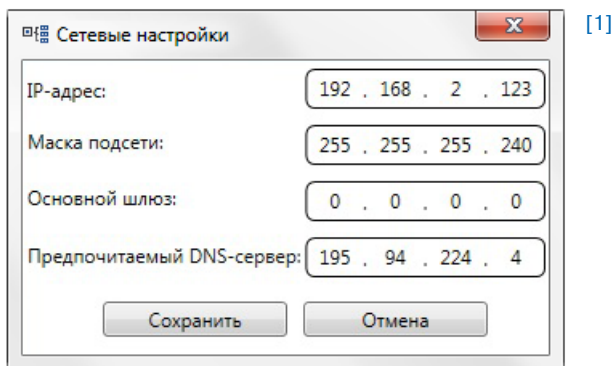 Сетевые настройки
[1]
IP-адрес: 192 . 168 . 2 . 123
Маска подсети: 255 . 255 . 255 . 240
Основной шлюз: 0 . 0 . 0 . 0
Предпочитаемый DNS-сервер: 195 . 94 . 224 . 4
Сохранить Отмена